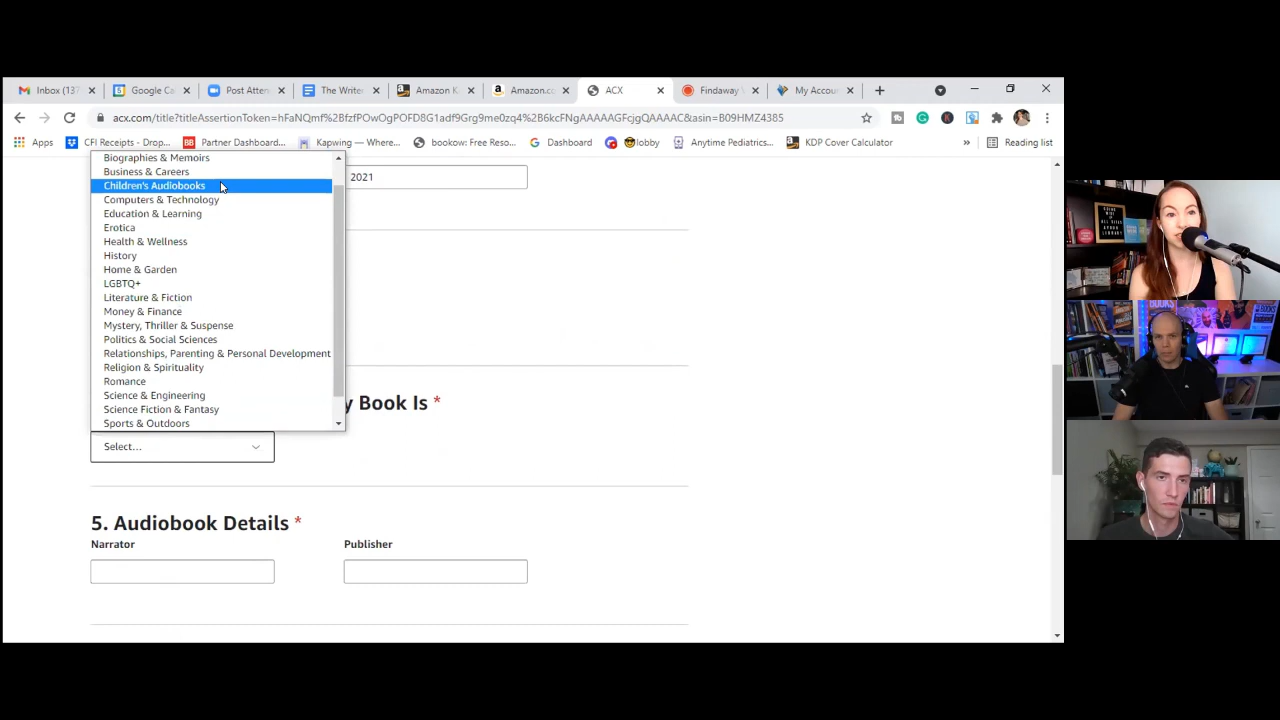 Inbox (137
Google Ca
Post Atten
The Writer
Amazon K
Amazon.co
ACX
Findaway V
My Accou
acx.com/title?titleAssertionToken=hFaNQmf%2BfzfPOwOgPOFD8G1adf9Grg9me0zq4%2B6kcFNgAAAAAGFcjgQAAAAC&asin=B09HMZ4385
Apps
CFI Receipts - Drop...
Partner Dashboard...
Kapwing — Where...
bookow: Free Reso...
Dashboard
lobby
Anytime Pediatrics...
KDP Cover Calculator
»
Reading list
Biographies & Memoirs
Business & Careers
Children's Audiobooks
Computers & Technology
Education & Learning
Erotica
Health & Wellness
History
Home & Garden
LGBTQ+
Literature & Fiction
Money & Finance
Mystery, Thriller & Suspense
Politics & Social Sciences
Relationships, Parenting & Personal Development
Religion & Spirituality
Romance
Science & Engineering
Science Fiction & Fantasy
Sports & Outdoors
2021
y Book Is *
Select...
5. Audiobook Details *
Narrator
Publisher